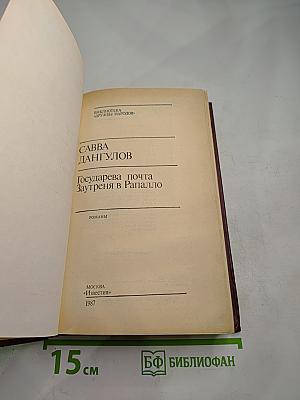 БИБЛИОТЕКА
«ДРУЖБЫ НАРОДОВ»
САВВА
ДАНГУЛОВ
Государева почта
Заутреня в Рапалло
РОМАНЫ
МОСКВА
«Известия»
1987
15 см
БФ БИБЛИОФАН